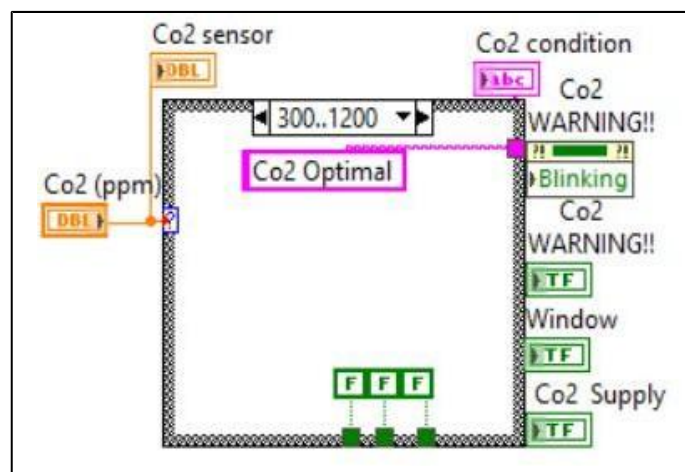 Co2 sensor
DBL
Co2 condition
abc
Co2
WARNING!!
?! ?!
Blinking
300..1200
Co2 Optimal
Co2 (ppm)
DBL
?
Co2
WARNING!!
TF
Window
TF
F F F
Co2 Supply
TF